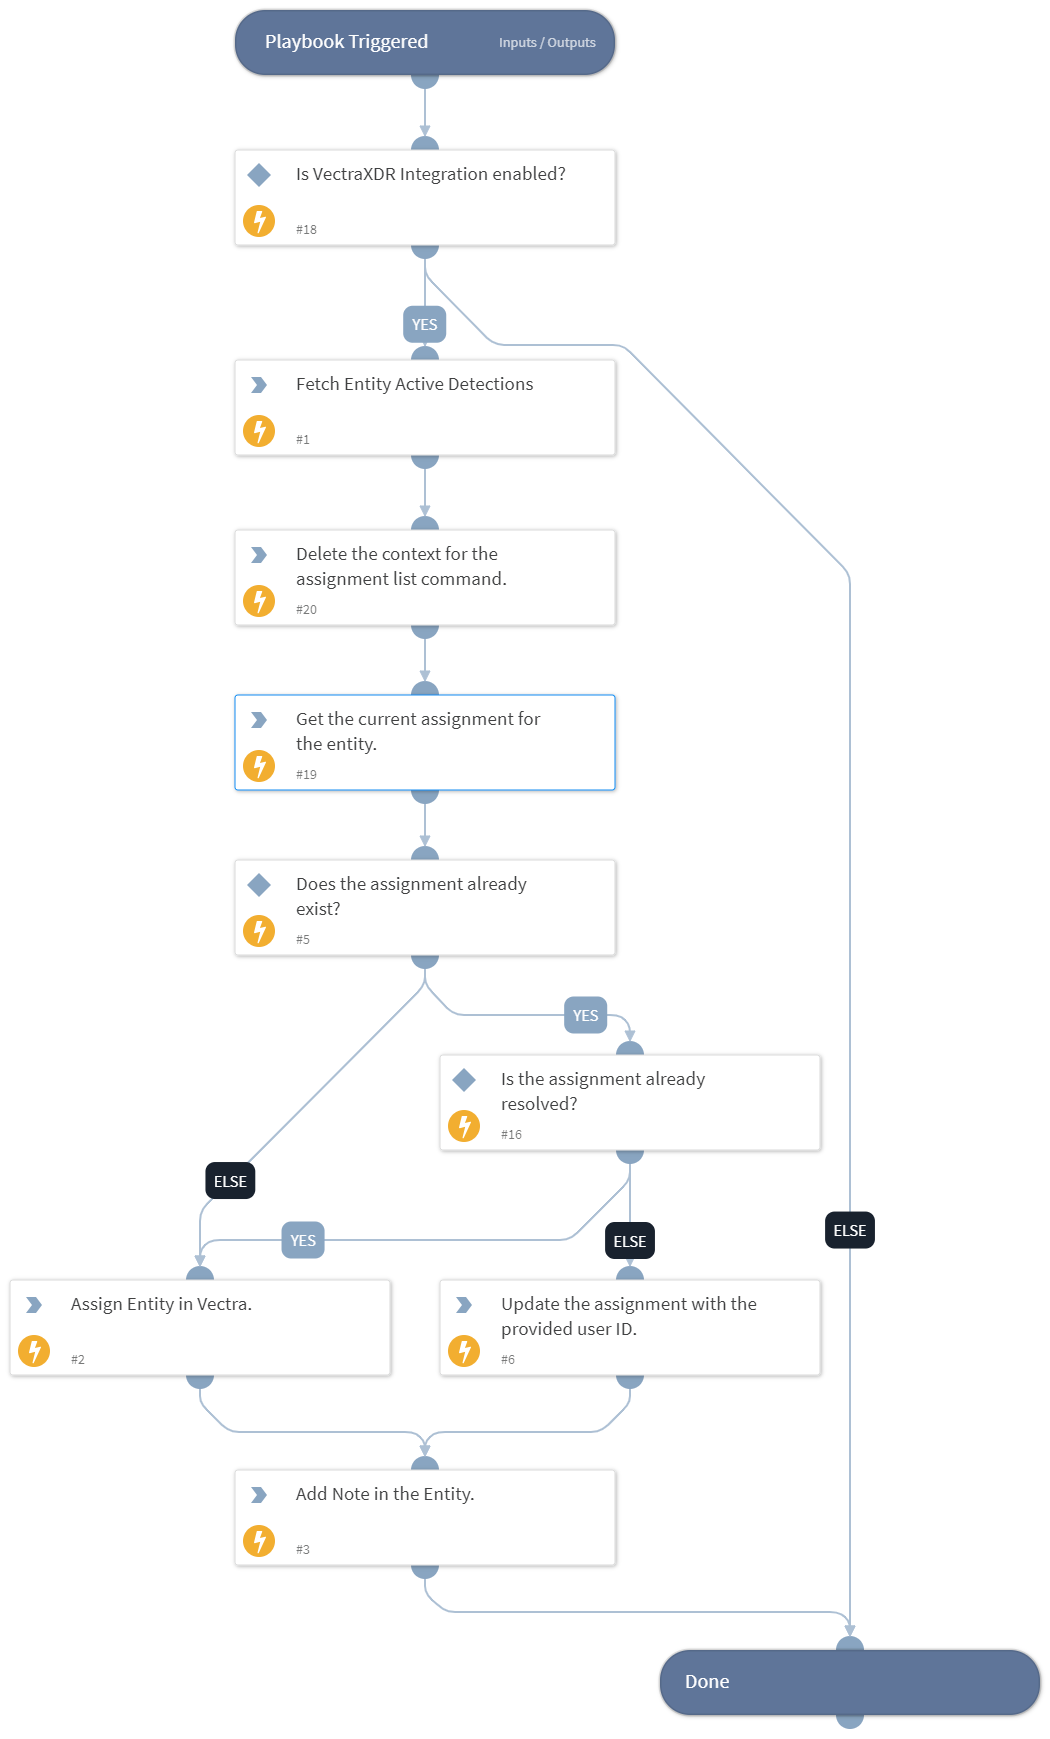 Playbook Triggered
Inputs / Outputs
Is VectraXDR Integration enabled?
#18
YES
Fetch Entity Active Detections
#1
Delete the context for the
assignment list command.
#20
Get the current assignment for
the entity.
#19
Does the assignment already
exist?
#5
YES
Is the assignment already
resolved?
#16
ELSE
YES
ELSE
ELSE
Assign Entity in Vectra.
#2
Update the assignment with the
provided user ID.
#6
Add Note in the Entity.
#3
Done